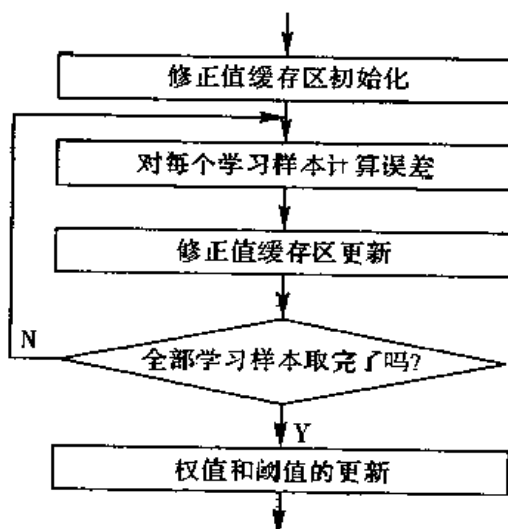 修正值缓存区初始化
对每个学习样本计算误差
修正值缓存区更新
N
全部学习样本取完了吗?
Y
权值和阈值的更新